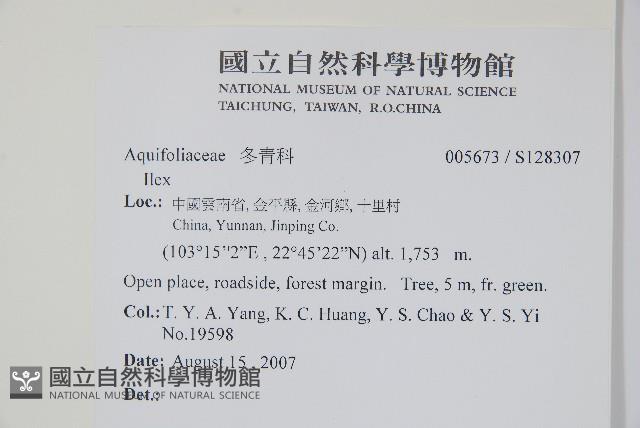 國立自然科學博物館
NATIONAL MUSEUM OF NATURAL SCIENCE
TAICHUNG, TAIWAN, R.O.CHINA
Aquifoliaceae 冬青科 005673 / S128307
Ilex
Loc.: 中國雲南省, 金平縣, 金河鄉, 十里村
China, Yunnan, Jinping Co.
(103°15"2"E , 22°45'22"N) alt. 1,753 m.
Open place, roadside, forest margin. Tree, 5 m, fr. green.
Col.: T. Y. A. Yang, K. C. Huang, Y. S. Chao & Y. S. Yi
No.19598
Date: August 15, 2007
Det.:
國立自然科學博物館
NATIONAL MUSEUM OF NATURAL SCIENCE